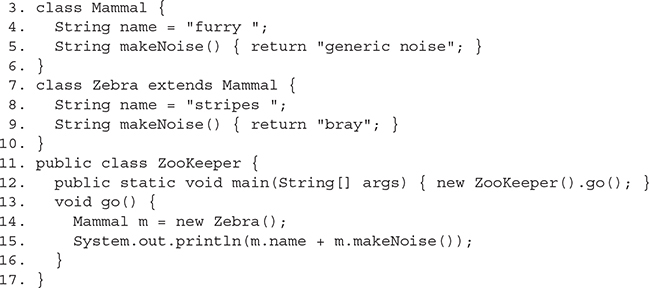 3. class Mammal {
4.   String name = "furry ";
5.   String makeNoise() { return "generic noise"; }
6. }
7. class Zebra extends Mammal {
8.   String name = "stripes ";
9.   String makeNoise() { return "bray"; }
10. }
11. public class ZooKeeper {
12.   public static void main(String[] args) { new ZooKeeper().go(); }
13.   void go() {
14.     Mammal m = new Zebra();
15.     System.out.println(m.name + m.makeNoise());
16.   }
17. }